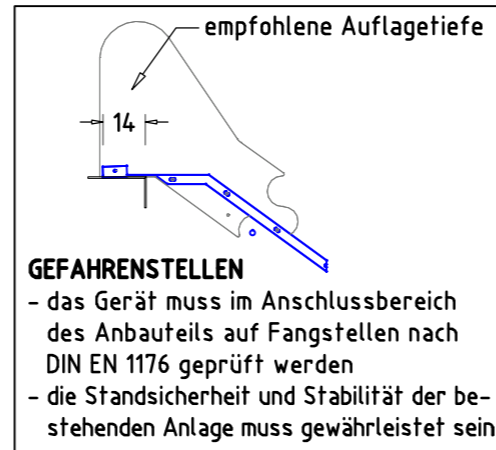 empfohlene Auflagetiefe
14
GEFAHRENSTELLEN
- das Gerät muss im Anschlussbereich
des Anbauteils auf Fangstellen nach
DIN EN 1176 geprüft werden
- die Standsicherheit und Stabilität der be-
stehenden Anlage muss gewährleistet sein